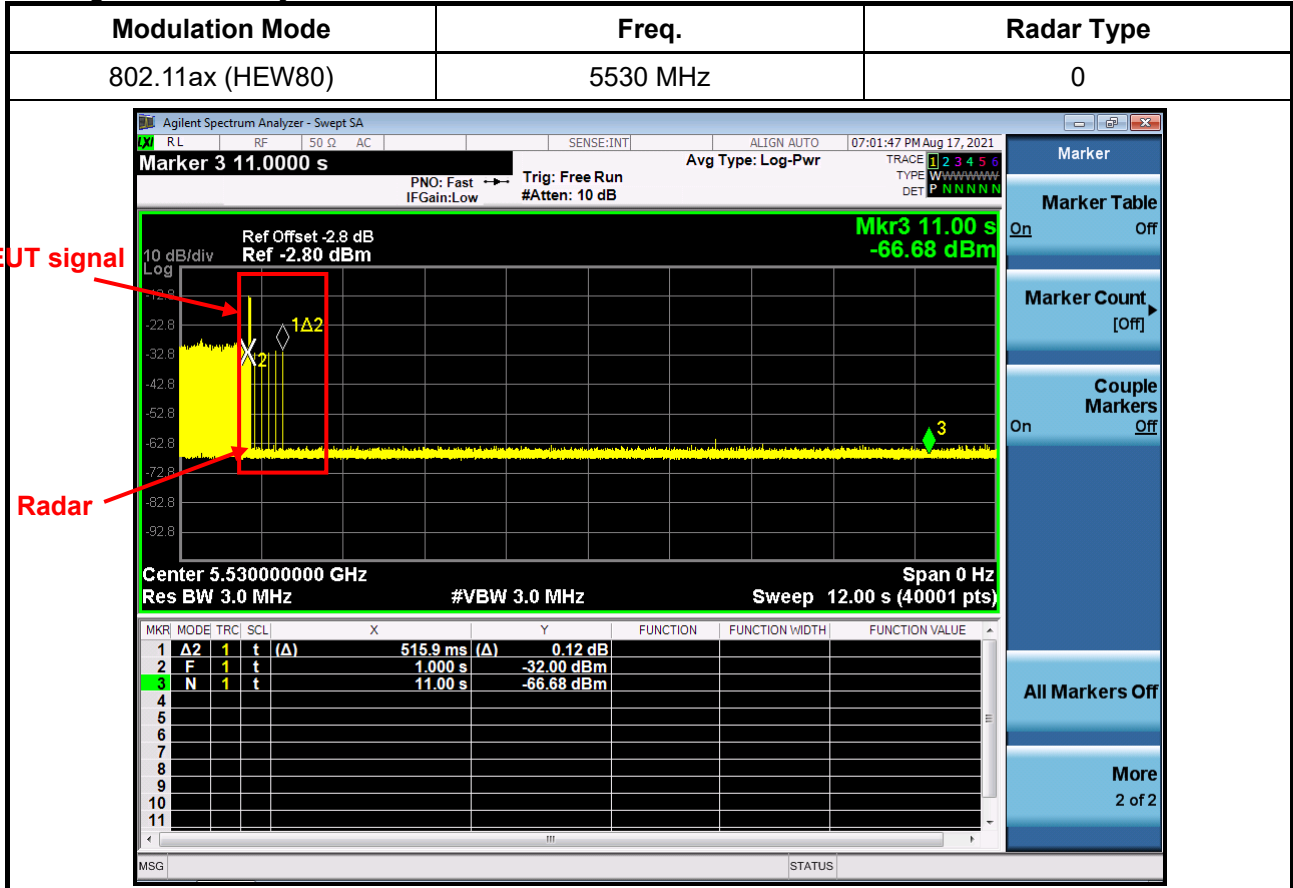 Modulation Mode Freq. Radar Type
802.11ax (HEW80) 5530 MHz 0
Agilent Spectrum Analyzer - Swept SA
LXI RL RF 50 Ω AC SENSE:INT ALIGN AUTO 07:01:47 PM Aug 17, 2021
Marker 3 11.0000 s Avg Type: Log-Pwr TRACE 1 2 3 4 5 6
PNO: Fast Trig: Free Run TYPE WWWWWW
IFGain:Low #Atten: 10 dB DET P N N N N N
Marker
Marker Table
On Off
Marker Count
[Off]
Couple
Markers
On Off
All Markers Off
More
2 of 2
Mkr3 11.00 s
-66.68 dBm
Ref Offset -2.8 dB
10 dB/div Ref -2.80 dBm
Log
EUT signal
-12.8
-22.8
1Δ2
-32.8
X2
-42.8
-52.8
-62.8
3
-72.8
Radar
-82.8
-92.8
Center 5.530000000 GHz Span 0 Hz
Res BW 3.0 MHz #VBW 3.0 MHz Sweep 12.00 s (40001 pts)
MKR MODE TRC SCL X Y FUNCTION FUNCTION WIDTH FUNCTION VALUE
1 Δ2 1 t (Δ) 515.9 ms (Δ) 0.12 dB
2 F 1 t 1.000 s -32.00 dBm
3 N 1 t 11.00 s -66.68 dBm
4
5
6
7
8
9
10
11
MSG STATUS